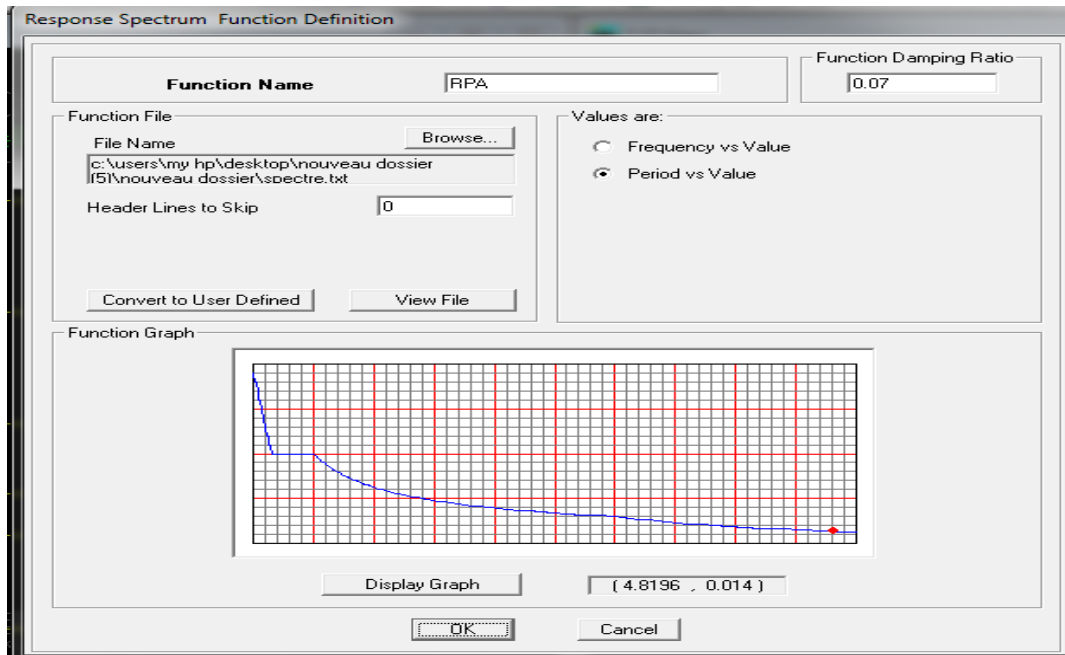 Response Spectrum Function Definition
Function Name
RPA
Function Damping Ratio
0.07
Function File
File Name
Browse...
c:\users\my hp\desktop\nouveau dossier
(5)\nouveau dossier\spectre.txt
Header Lines to Skip
0
Convert to User Defined
View File
Values are:
Frequency vs Value
Period vs Value
Function Graph
Display Graph
(4.8196 , 0.014)
OK
Cancel